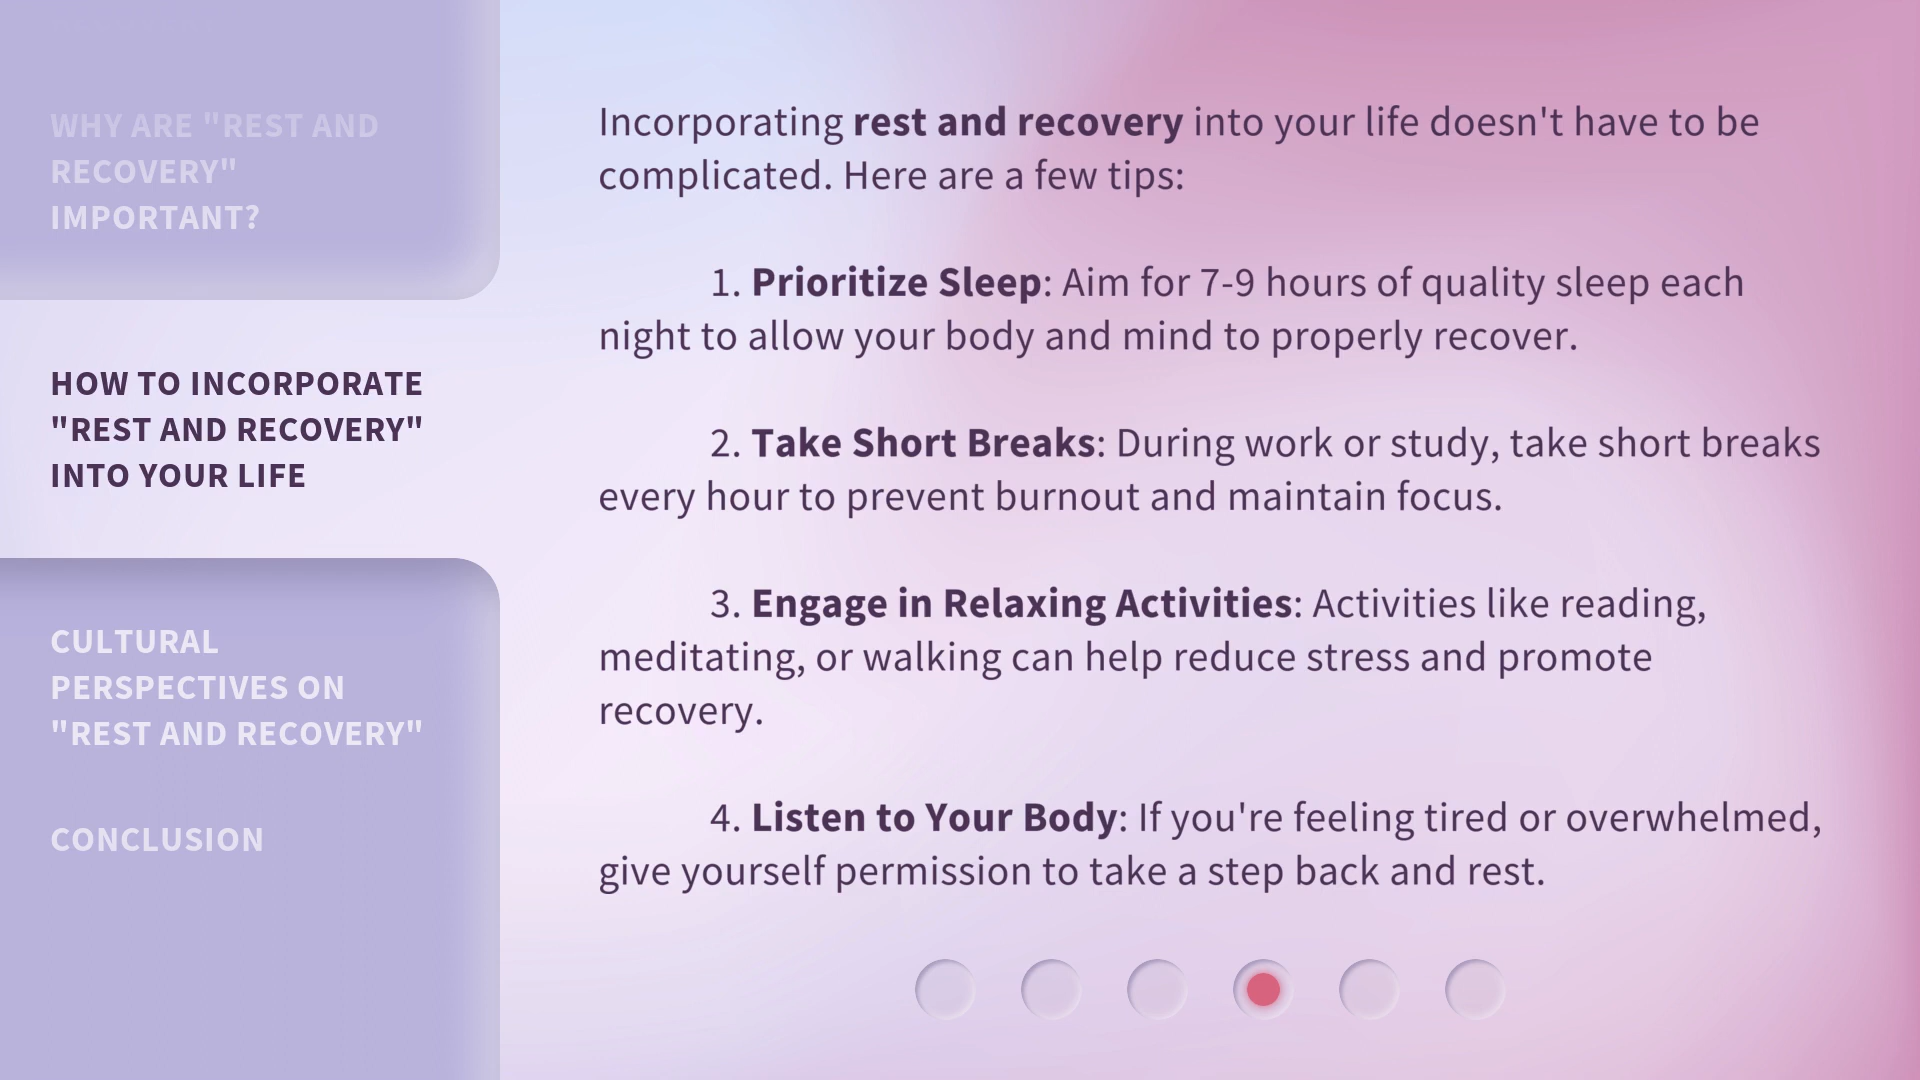 WHY ARE "REST AND
RECOVERY"
IMPORTANT?
HOW TO INCORPORATE
"REST AND RECOVERY"
INTO YOUR LIFE
CULTURAL
PERSPECTIVES ON
"REST AND RECOVERY"
CONCLUSION
Incorporating rest and recovery into your life doesn't have to be
complicated. Here are a few tips:
1. Prioritize Sleep: Aim for 7-9 hours of quality sleep each
night to allow your body and mind to properly recover.
2. Take Short Breaks: During work or study, take short breaks
every hour to prevent burnout and maintain focus.
3. Engage in Relaxing Activities: Activities like reading,
meditating, or walking can help reduce stress and promote
recovery.
4. Listen to Your Body: If you're feeling tired or overwhelmed,
give yourself permission to take a step back and rest.